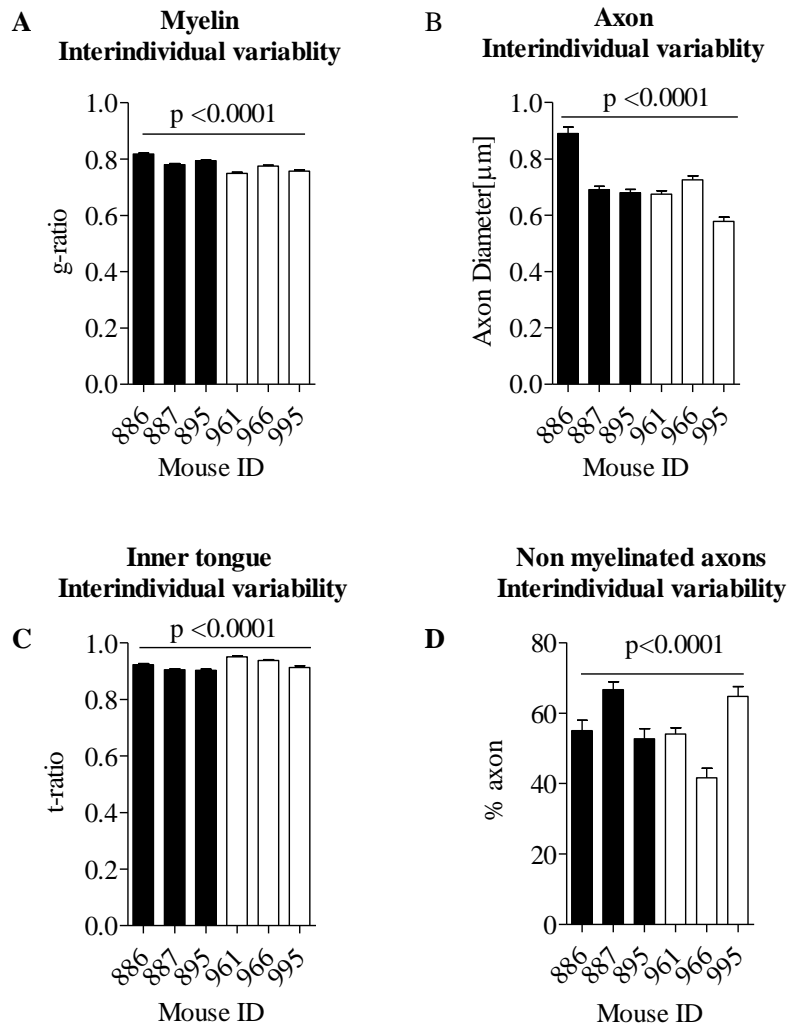 A
Myelin
Interindividual variablity
1.0
0.8
0.6
0.4
0.2
0.0
g-ratio
p <0.0001
886
887
895
961
966
995
Mouse ID
B
Axon
Interindividual variablity
1.0
0.8
0.6
0.4
0.2
0.0
Axon Diameter[µm]
p <0.0001
886
887
895
961
966
995
Mouse ID
C
Inner tongue
Interindividual variability
1.0
0.8
0.6
0.4
0.2
0.0
t-ratio
p <0.0001
886
887
895
961
966
995
Mouse ID
D
Non myelinated axons
Interindividual variability
80
60
40
20
0
% axon
p<0.0001
886
887
895
961
966
995
Mouse ID